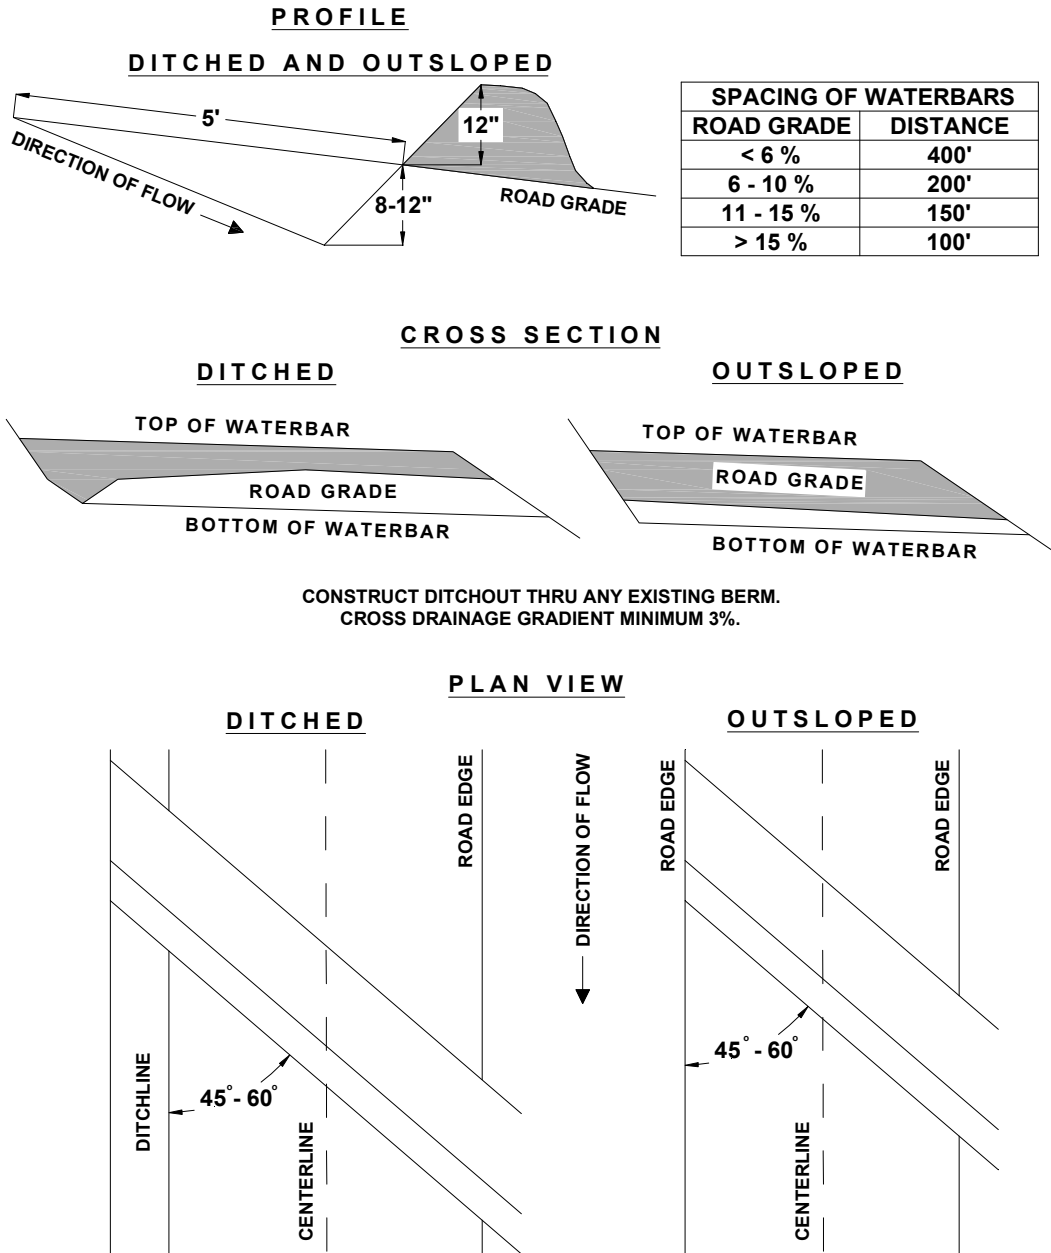 PROFILE
DITCHED AND OUTSLOPED
5'
12"
DIRECTION OF FLOW
8-12"
ROAD GRADE
SPACING OF WATERBARS
ROAD GRADE DISTANCE
< 6 % 400'
6 - 10 % 200'
11 - 15 % 150'
> 15 % 100'
CROSS SECTION
DITCHED
TOP OF WATERBAR
ROAD GRADE
BOTTOM OF WATERBAR
OUTSLOPED
TOP OF WATERBAR
ROAD GRADE
BOTTOM OF WATERBAR
CONSTRUCT DITCHOUT THRU ANY EXISTING BERM.
CROSS DRAINAGE GRADIENT MINIMUM 3%.
PLAN VIEW
DITCHED
ROAD EDGE
45° - 60°
DITCHLINE
CENTERLINE
DIRECTION OF FLOW
OUTSLOPED
ROAD EDGE
ROAD EDGE
45° - 60°
CENTERLINE